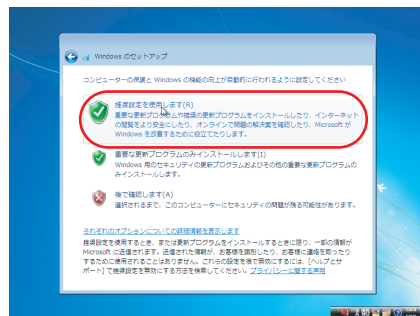 Windows のセットアップ
コンピューターの保護と Windows の機能の向上が自動的に行われるように設定してください
推奨設定を使用します(R)
重要な更新プログラムや推奨の更新プログラムをインストールしたり、インターネット
の閲覧をより安全にしたり、オンラインで問題の解決策を確認したり、Microsoft が
Windows を改善するために役立てたりします。
重要な更新プログラムのみインストールします(I)
Windows 用のセキュリティの更新プログラムおよびその他の重要な更新プログラムの
みインストールします。
後で確認します(A)
選択されるまで、このコンピューターにセキュリティの問題が残る可能性があります。
それぞれのオプションについての詳細情報を表示します
推奨設定を使用するとき、または更新プログラムをインストールするときに限り、一部の情報が
Microsoft に送信されます。送信された情報が、お客様を識別したり、お客様に連絡を取ったり
するために使用されることはありません。これらの設定を後で無効にするには、[ヘルプとサ
ポート] で推奨設定を無効にする方法を検索してください。プライバシーに関する声明